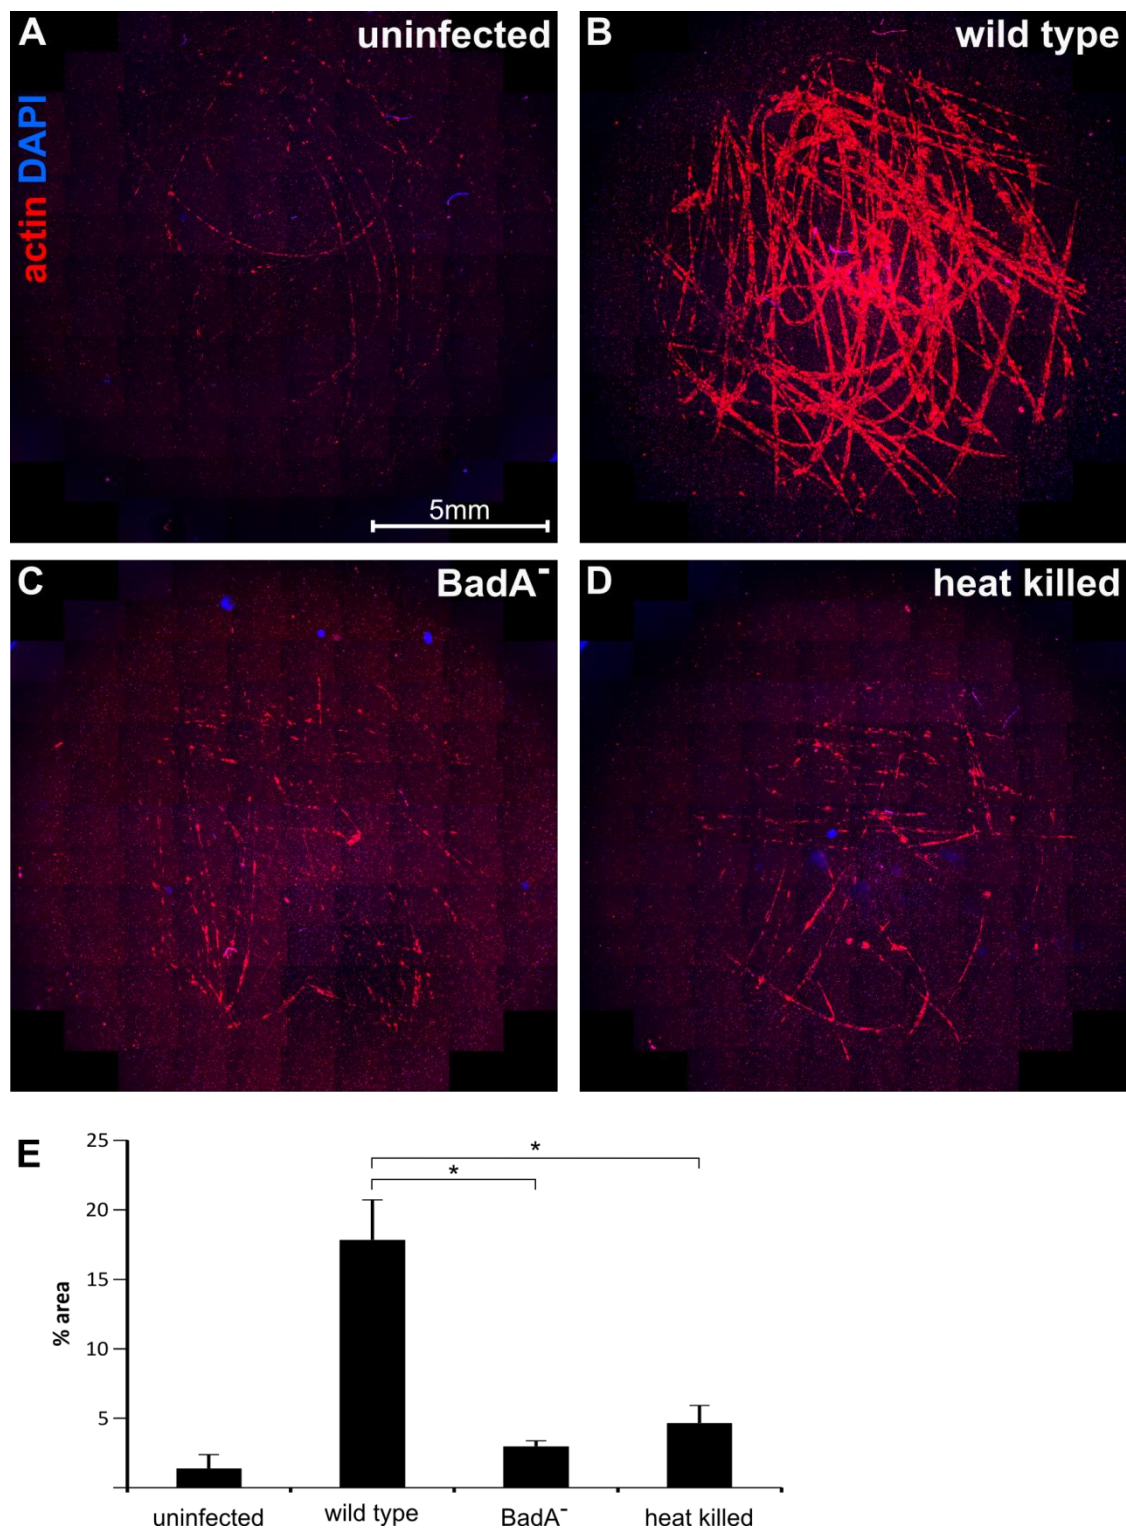 A uninfected
B wild type
actin DAPI
5mm
C BadA⁻
D heat killed
E
25
20
15
10
5
% area
*
*
uninfected
wild type
BadA⁻
heat killed